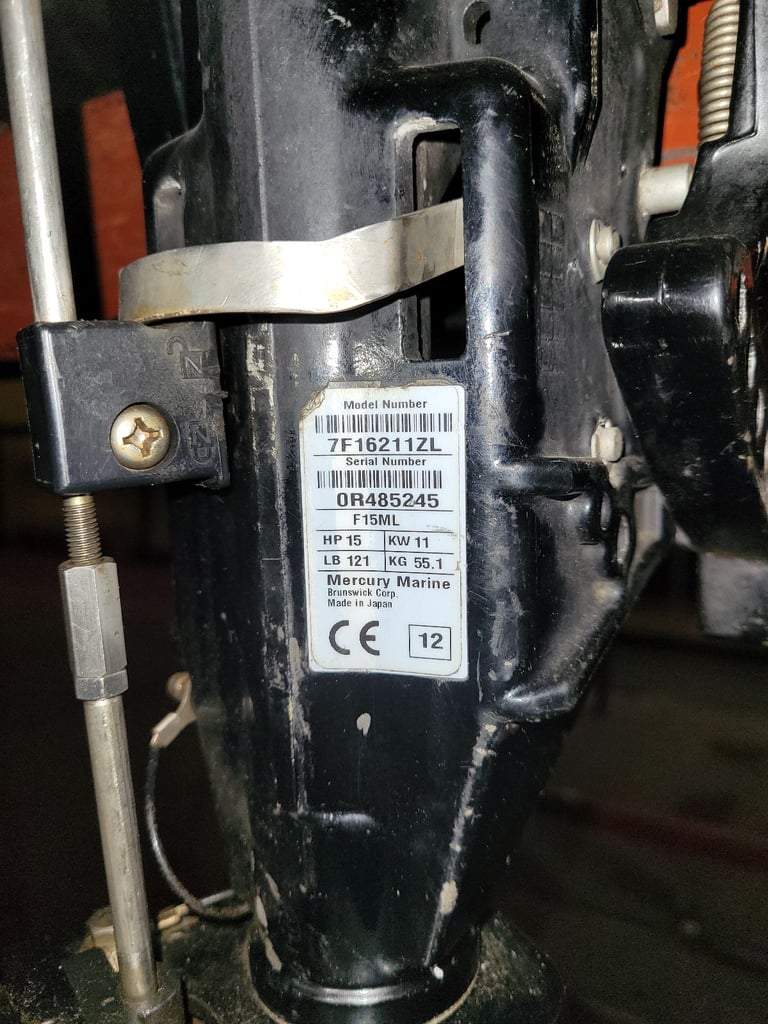 Model Number
7F16211ZL
Serial Number
0R485245
F15ML
HP 15 KW 11
LB 121 KG 55.1
Mercury Marine
Brunswick Corp.
Made in Japan
CE 12